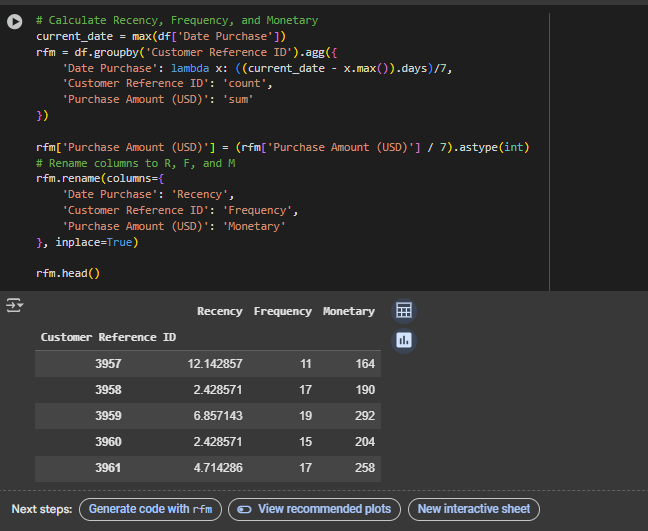 # Calculate Recency, Frequency, and Monetary
current_date = max(df['Date Purchase'])
rfm = df.groupby('Customer Reference ID').agg({
    'Date Purchase': lambda x: ((current_date - x.max()).days)/7,
    'Customer Reference ID': 'count',
    'Purchase Amount (USD)': 'sum'
})
rfm['Purchase Amount (USD)'] = (rfm['Purchase Amount (USD)'] / 7).astype(int)
# Rename columns to R, F, and M
rfm.rename(columns={
    'Date Purchase': 'Recency',
    'Customer Reference ID': 'Frequency',
    'Purchase Amount (USD)': 'Monetary'
}, inplace=True)
rfm.head()
Recency Frequency Monetary
Customer Reference ID
3957 12.142857 11 164
3958 2.428571 17 190
3959 6.857143 19 292
3960 2.428571 15 204
3961 4.714286 17 258
Next steps: Generate code with rfm View recommended plots New interactive sheet